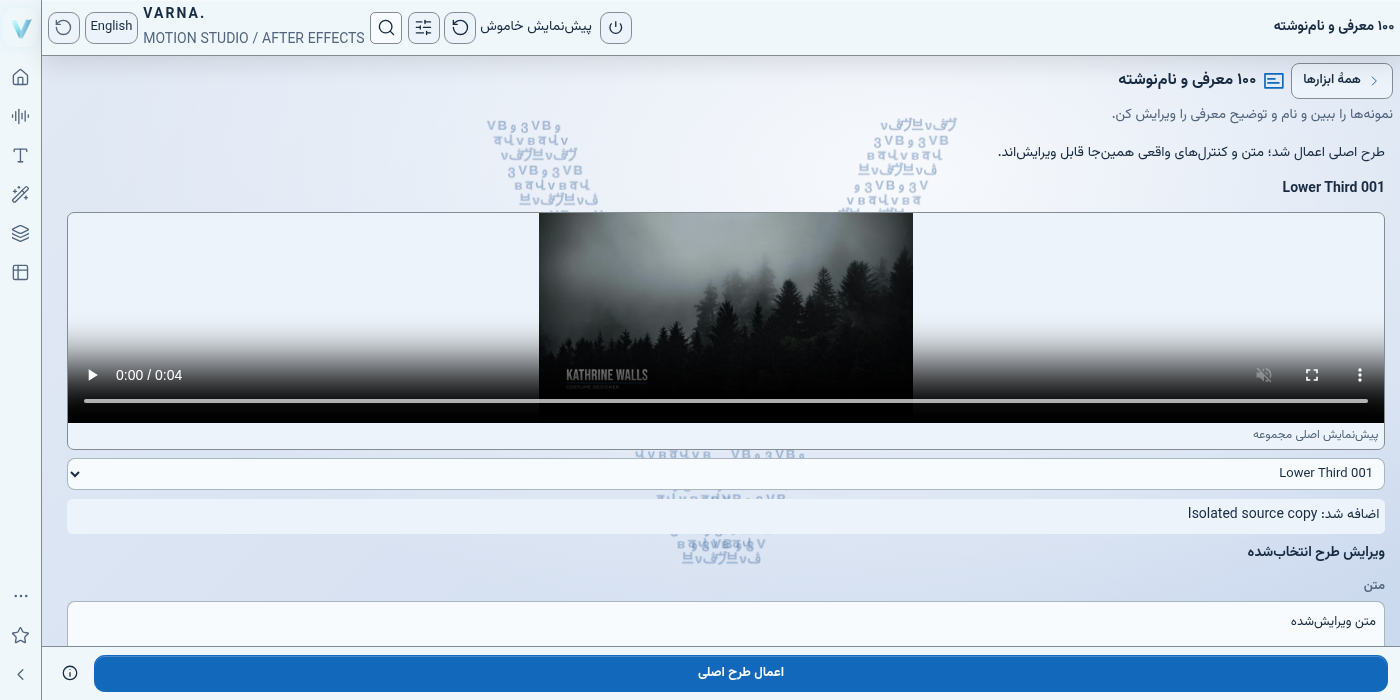 ۱۰۰ معرفی و نام‌نوشته
پیش‌نمایش خاموش
English
VARNA.
MOTION STUDIO / AFTER EFFECTS
همهٔ ابزارها
۱۰۰ معرفی و نام‌نوشته
نمونه‌ها را ببین و نام و توضیح معرفی را ویرایش کن.
طرح اصلی اعمال شد؛ متن و کنترل‌های واقعی همین‌جا قابل ویرایش‌اند.
Lower Third 001
KATHRINE WALLS
COSTUME DESIGNER
0:00 / 0:04
پیش‌نمایش اصلی مجموعه
Lower Third 001
اضافه شد: Isolated source copy
ویرایش طرح انتخاب‌شده
متن
متن ویرایش‌شده
اعمال طرح اصلی